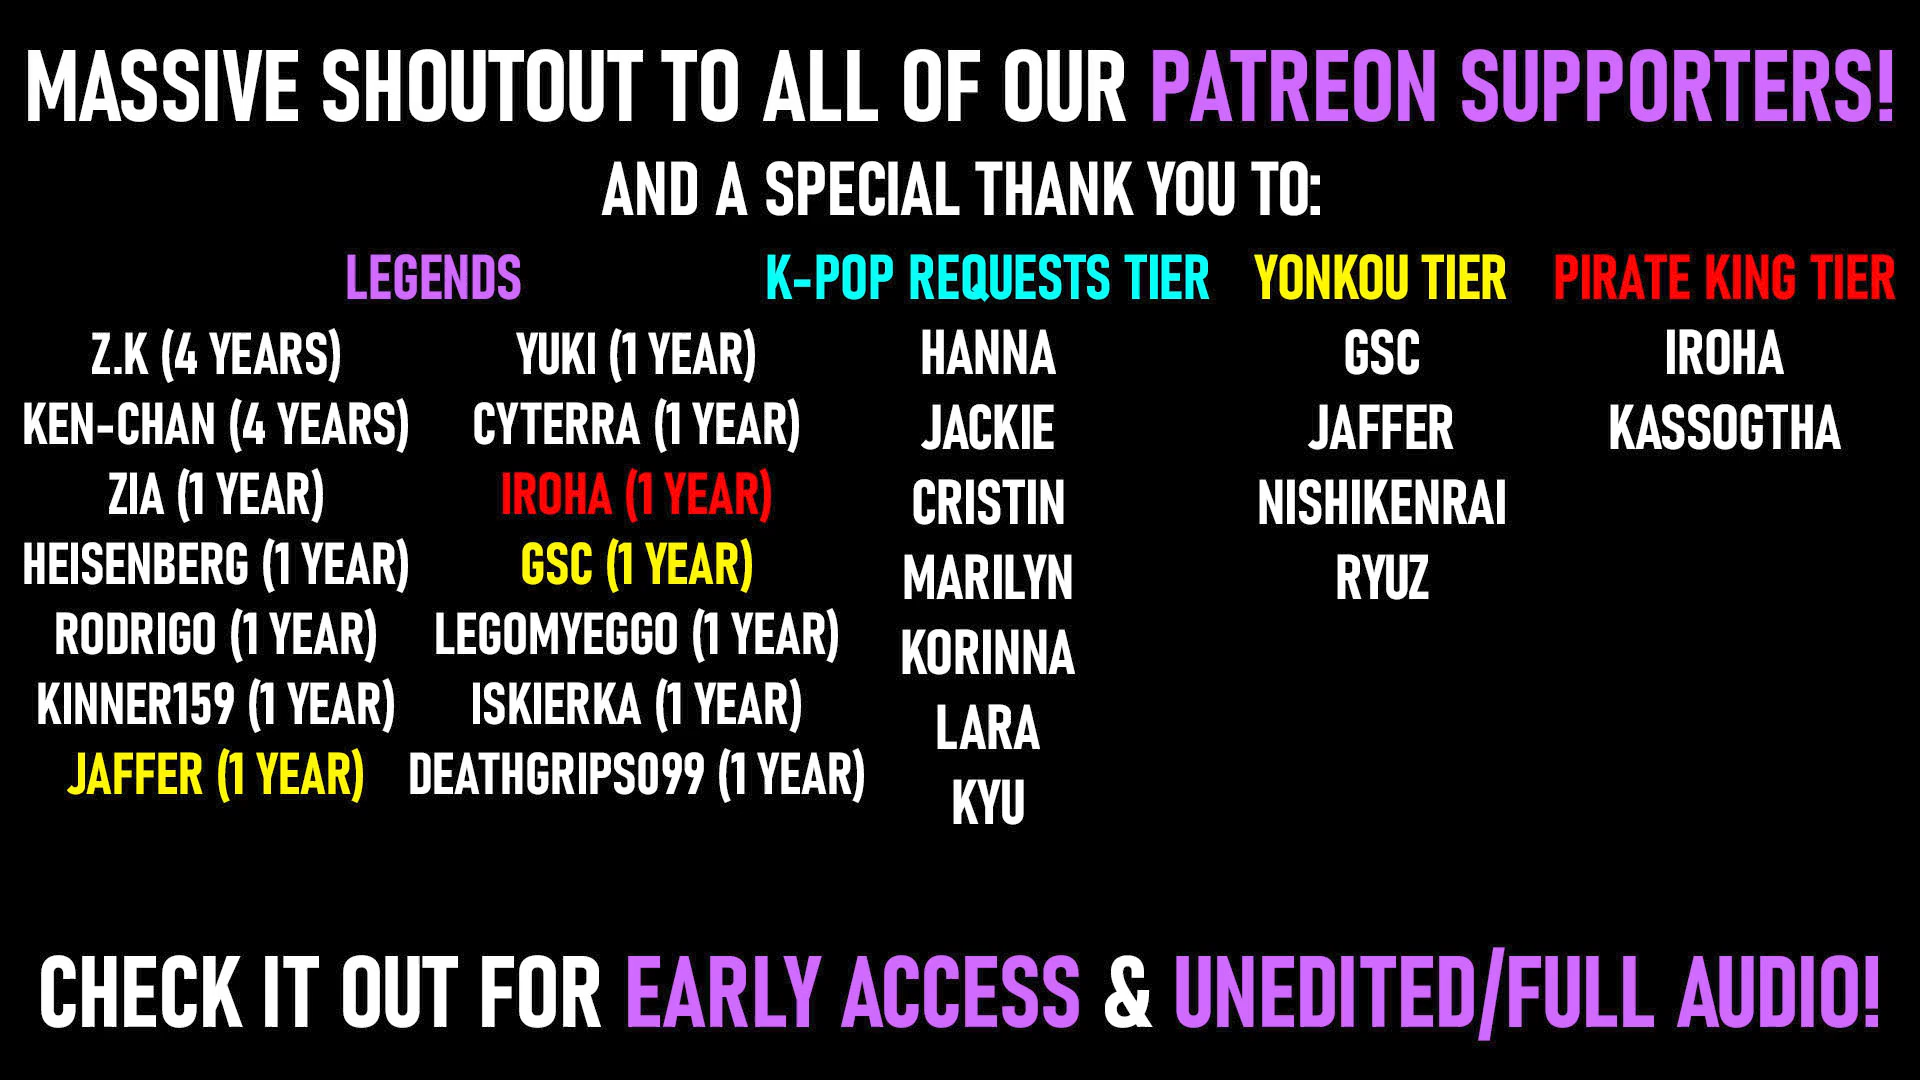 MASSIVE SHOUTOUT TO ALL OF OUR PATREON SUPPORTERS!
AND A SPECIAL THANK YOU TO:
LEGENDS
Z.K (4 YEARS)
KEN-CHAN (4 YEARS)
ZIA (1 YEAR)
HEISENBERG (1 YEAR)
RODRIGO (1 YEAR)
KINNER159 (1 YEAR)
JAFFER (1 YEAR)
YUKI (1 YEAR)
CYTERRA (1 YEAR)
IROHA (1 YEAR)
GSC (1 YEAR)
LEGOMYEGGO (1 YEAR)
ISKIERKA (1 YEAR)
DEATHGRIPS099 (1 YEAR)
K-POP REQUESTS TIER
HANNA
JACKIE
CRISTIN
MARILYN
KORINNA
LARA
KYU
YONKOU TIER
GSC
JAFFER
NISHIKENRAI
RYUZ
PIRATE KING TIER
IROHA
KASSOGTHA
CHECK IT OUT FOR EARLY ACCESS & UNEDITED/FULL AUDIO!